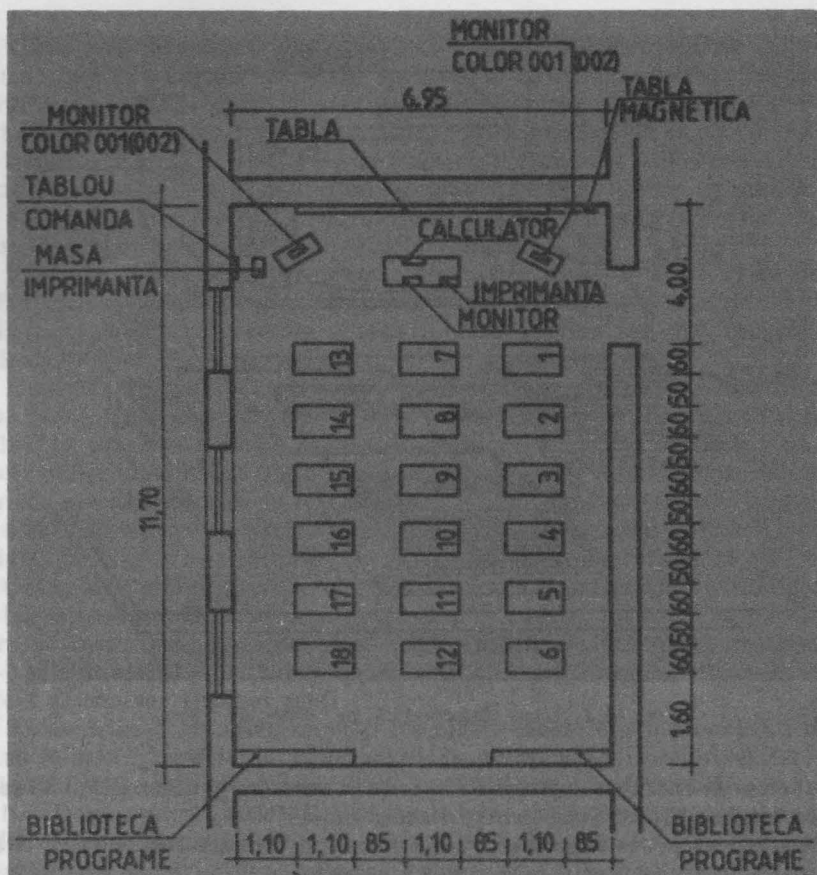 MONITOR
COLOR 001 (002)
6,95
TABLA
MAGNETICA
MONITOR
COLOR 001(002)
TABLA
TABLOU
COMANDA
MASA
IMPRIMANTA
CALCULATOR
IMPRIMANTA
MONITOR
4,00
13
7
1
60
50
14
8
2
60
50
15
9
3
60
50
16
10
4
60
50
17
11
5
60
50
18
12
6
60
11,70
1,60
BIBLIOTECA
PROGRAME
BIBLIOTECA
PROGRAME
1,10 1,10 85 1,10 85 1,10 85